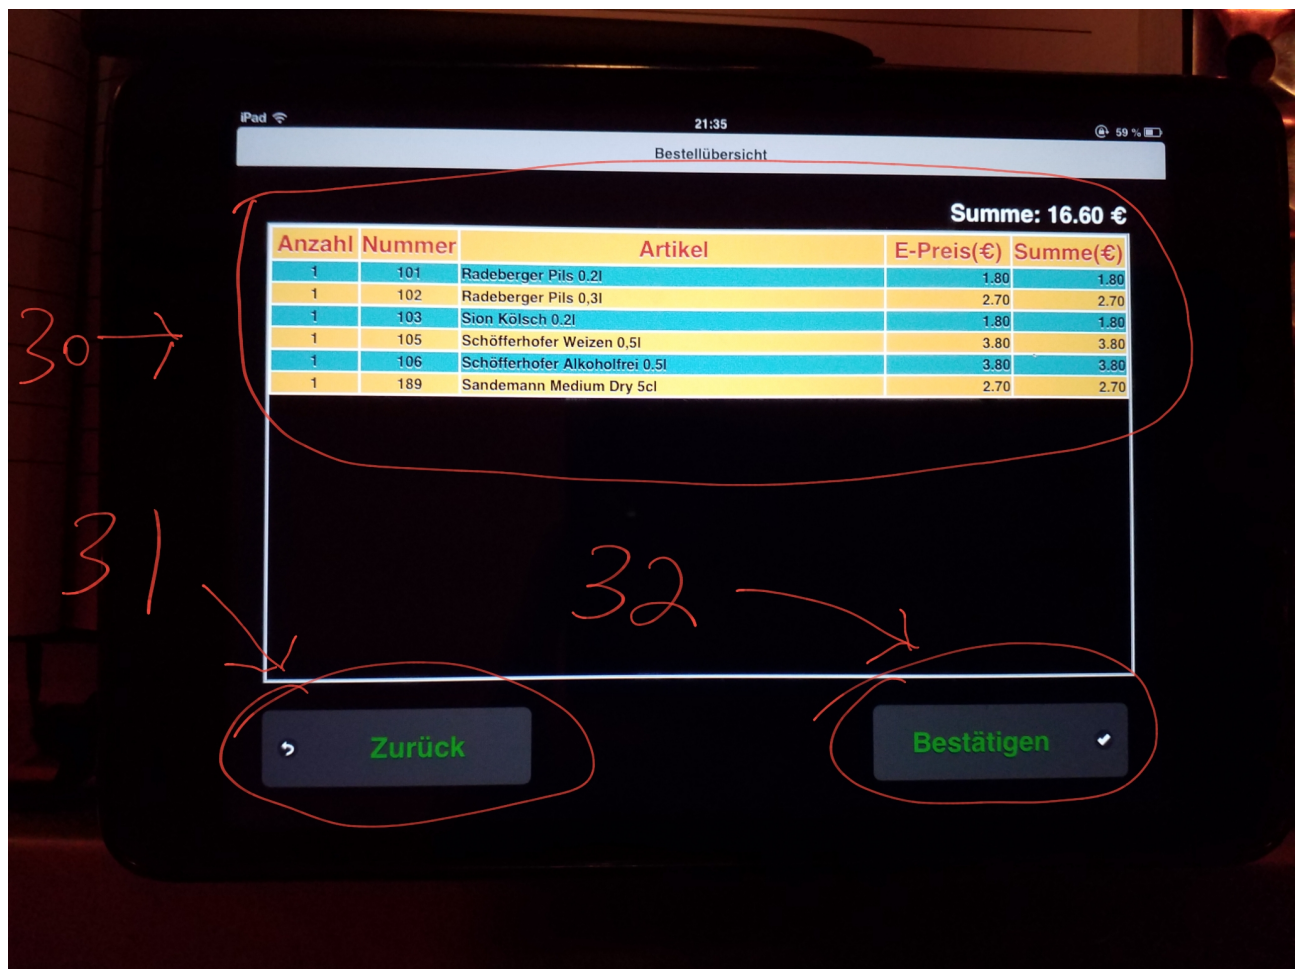 iPad 21:35 59 %
Bestellübersicht
Summe: 16.60 €
Anzahl Nummer Artikel E-Preis(€) Summe(€)
1 101 Radeberger Pils 0.2l 1.80 1.80
1 102 Radeberger Pils 0,3l 2.70 2.70
1 103 Sion Kölsch 0.2l 1.80 1.80
1 105 Schöfferhofer Weizen 0,5l 3.80 3.80
1 106 Schöfferhofer Alkoholfrei 0.5l 3.80 3.80
1 189 Sandemann Medium Dry 5cl 2.70 2.70
30
31
32
Zurück Bestätigen